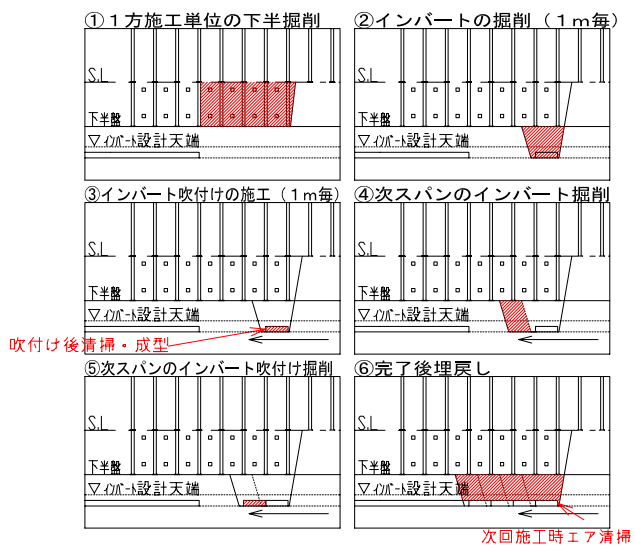 ①１方施工単位の下半掘削
S.L
下半盤
▽インバート設計天端
②インバートの掘削（１ｍ毎）
S.L
下半盤
▽インバート設計天端
③インバート吹付けの施工（１ｍ毎）
S.L
下半盤
▽インバート設計天端
吹付け後清掃・成型
④次スパンのインバート掘削
S.L
下半盤
▽インバート設計天端
⑤次スパンのインバート吹付け掘削
S.L
下半盤
▽インバート設計天端
⑥完了後埋戻し
S.L
下半盤
▽インバート設計天端
次回施工時エア清掃